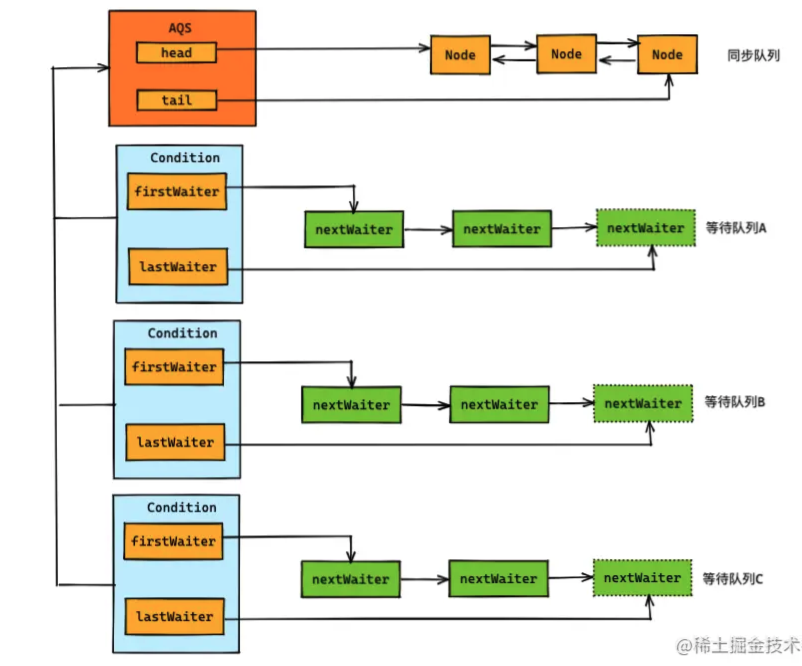 AQS
head
Node
Node
Node
同步队列
tail
Condition
firstWaiter
nextWaiter
nextWaiter
nextWaiter
等待队列A
lastWaiter
Condition
firstWaiter
nextWaiter
nextWaiter
nextWaiter
等待队列B
lastWaiter
Condition
firstWaiter
nextWaiter
nextWaiter
nextWaiter
等待队列C
lastWaiter
@稀土掘金技术